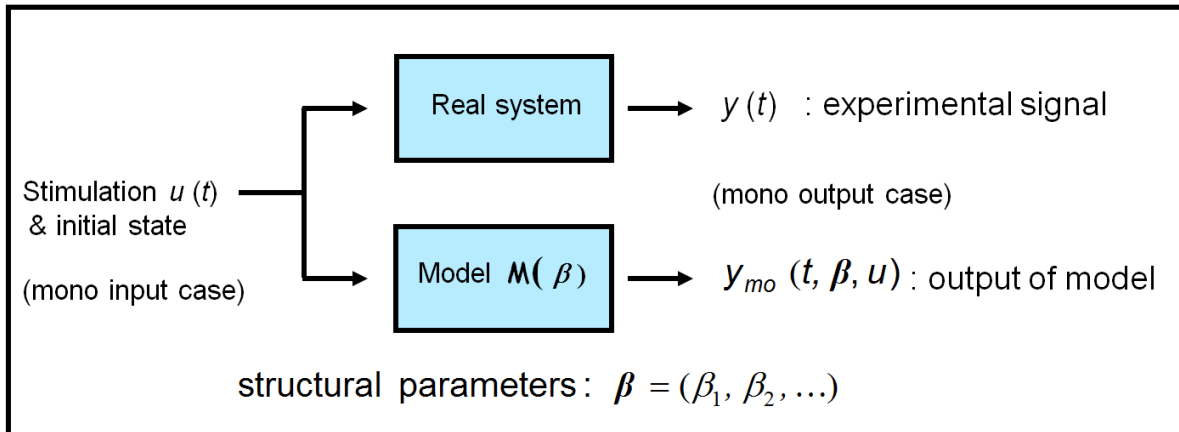 Real system
y (t) : experimental signal
Stimulation u (t)
& initial state
(mono output case)
(mono input case)
Model M( β )
y_mo (t, β, u) : output of model
structural parameters : β = (β₁, β₂, …)